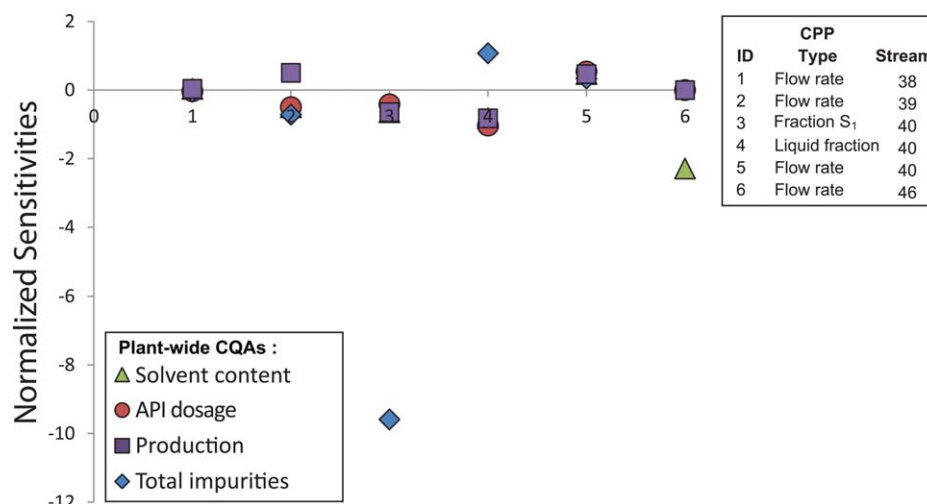 Normalized Sensitivities
2
0
-2
-4
-6
-8
-10
-12
0 1 2 3 4 5 6
CPP
ID Type Stream
1 Flow rate 38
2 Flow rate 39
3 Fraction S₁ 40
4 Liquid fraction 40
5 Flow rate 40
6 Flow rate 46
Plant-wide CQAs :
Solvent content
API dosage
Production
Total impurities